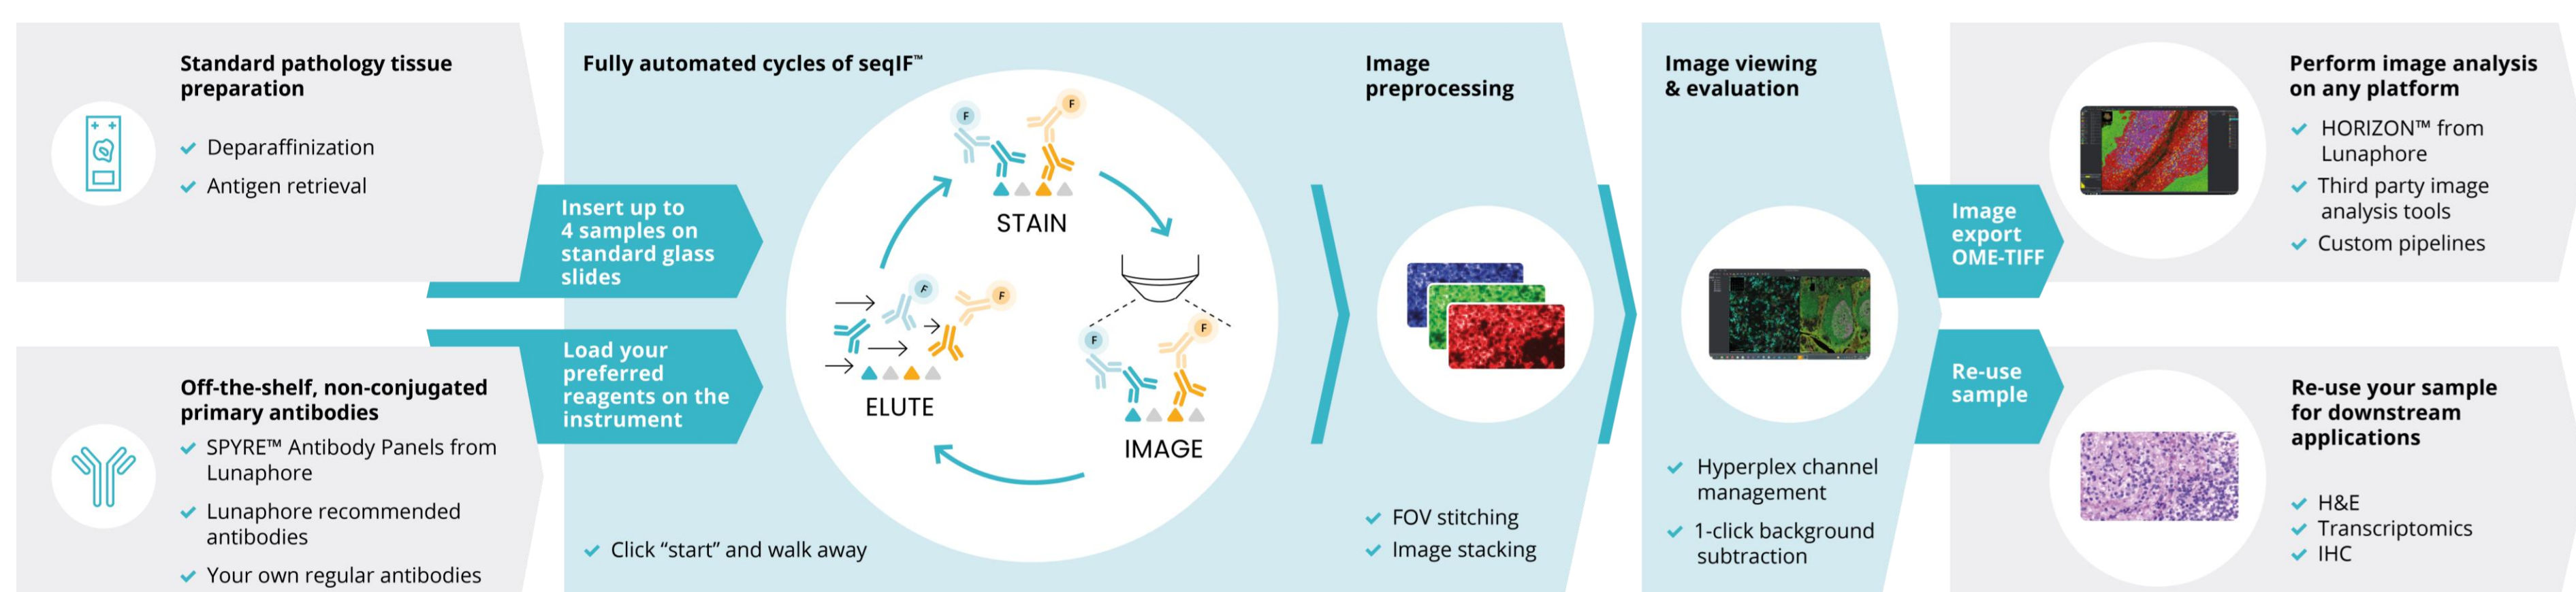 Standard pathology tissue
preparation
Deparaffinization
Antigen retrieval
Off-the-shelf, non-conjugated
primary antibodies
SPYRE™ Antibody Panels from
Lunaphore
Lunaphore recommended
antibodies
Your own regular antibodies
Insert up to
4 samples on
standard glass
slides
Load your
preferred
reagents on the
instrument
Fully automated cycles of seqIF™
F
F
STAIN
F
F
IMAGE
F
F
ELUTE
Click “start” and walk away
Image
preprocessing
FOV stitching
Image stacking
Image viewing
& evaluation
Hyperplex channel
management
1-click background
subtraction
Image
export
OME-TIFF
Re-use
sample
Perform image analysis
on any platform
HORIZON™ from
Lunaphore
Third party image
analysis tools
Custom pipelines
Re-use your sample
for downstream
applications
H&E
Transcriptomics
IHC